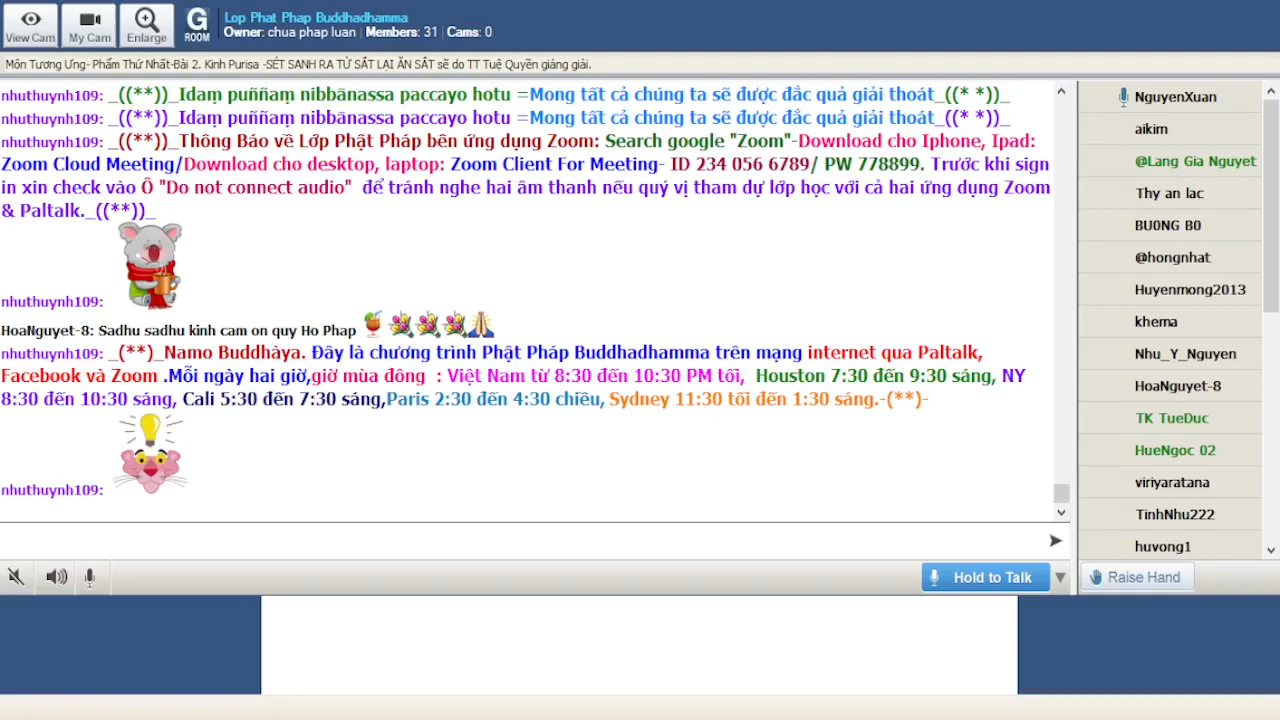 View Cam
My Cam
Enlarge
G
ROOM
Lop Phat Phap Buddhadhamma
Owner: chua phap luan | Members: 31 | Cams: 0
Môn Tương Ưng- Phẩm Thứ Nhất-Bài 2. Kinh Purisa -SÉT SANH RA TỪ SẮT LẠI ĂN SẮT sẽ do TT Tuệ Quyền giảng giải.
nhuthuynh109: _((**))_Idaṃ puññaṃ nibbānassa paccayo hotu =Mong tất cả chúng ta sẽ được đắc quả giải thoát_((* *))_
nhuthuynh109: _((**))_Idaṃ puññaṃ nibbānassa paccayo hotu =Mong tất cả chúng ta sẽ được đắc quả giải thoát_((* *))_
nhuthuynh109: _((**))_Thông Báo về Lớp Phật Pháp bên ứng dụng Zoom: Search google "Zoom"-Download cho Iphone, Ipad:
Zoom Cloud Meeting/Download cho desktop, laptop: Zoom Client For Meeting- ID 234 056 6789/ PW 778899. Trước khi sign
in xin check vào Ô "Do not connect audio"  để tránh nghe hai âm thanh nếu quý vị tham dự lớp học với cả hai ứng dụng Zoom
& Paltalk._((**))_
nhuthuynh109:
HoaNguyet-8: Sadhu sadhu kinh cam on quy Ho Phap
nhuthuynh109: _(**)_Namo Buddhàya. Đây là chương trình Phật Pháp Buddhadhamma trên mạng internet qua Paltalk,
Facebook và Zoom .Mỗi ngày hai giờ,giờ mùa đông  : Việt Nam từ 8:30 đến 10:30 PM tối,  Houston 7:30 đến 9:30 sáng, NY
8:30 đến 10:30 sáng, Cali 5:30 đến 7:30 sáng,Paris 2:30 đến 4:30 chiều, Sydney 11:30 tối đến 1:30 sáng.-(**)-
nhuthuynh109:
NguyenXuan
aikim
@Lang Gia Nguyet
Thy an lac
BU0NG B0
@hongnhat
Huyenmong2013
khema
Nhu_Y_Nguyen
HoaNguyet-8
TK TueDuc
HueNgoc 02
viriyaratana
TinhNhu222
huvong1
Hold to Talk
Raise Hand